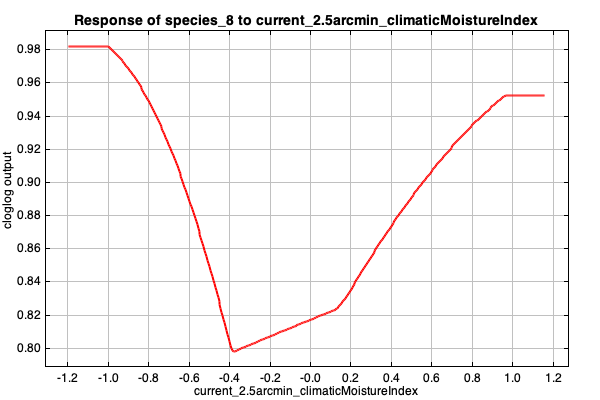 Response of species_8 to current_2.5arcmin_climaticMoistureIndex
0.98
0.96
0.94
0.92
0.90
0.88
0.86
0.84
0.82
0.80
cloglog output
-1.2 -1.0 -0.8 -0.6 -0.4 -0.2 -0.0 0.2 0.4 0.6 0.8 1.0 1.2
current_2.5arcmin_climaticMoistureIndex